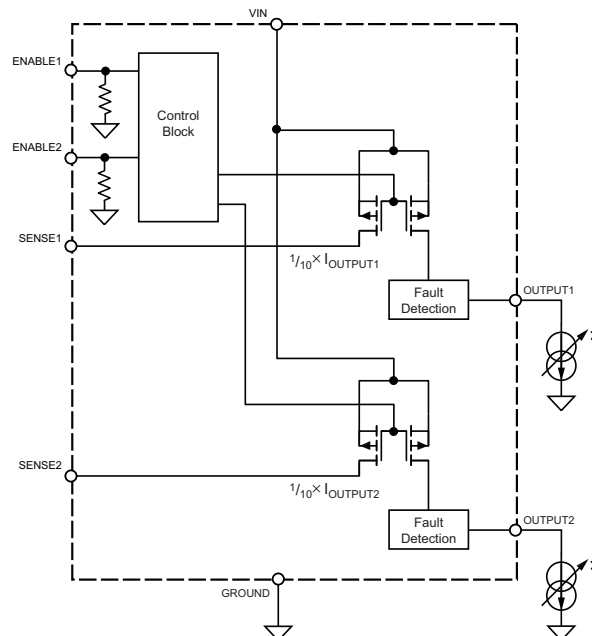 VIN
ENABLE1
Control
Block
ENABLE2
SENSE1
1/10× IOUTPUT1
Fault
Detection
OUTPUT1
SENSE2
1/10× IOUTPUT2
Fault
Detection
OUTPUT2
GROUND